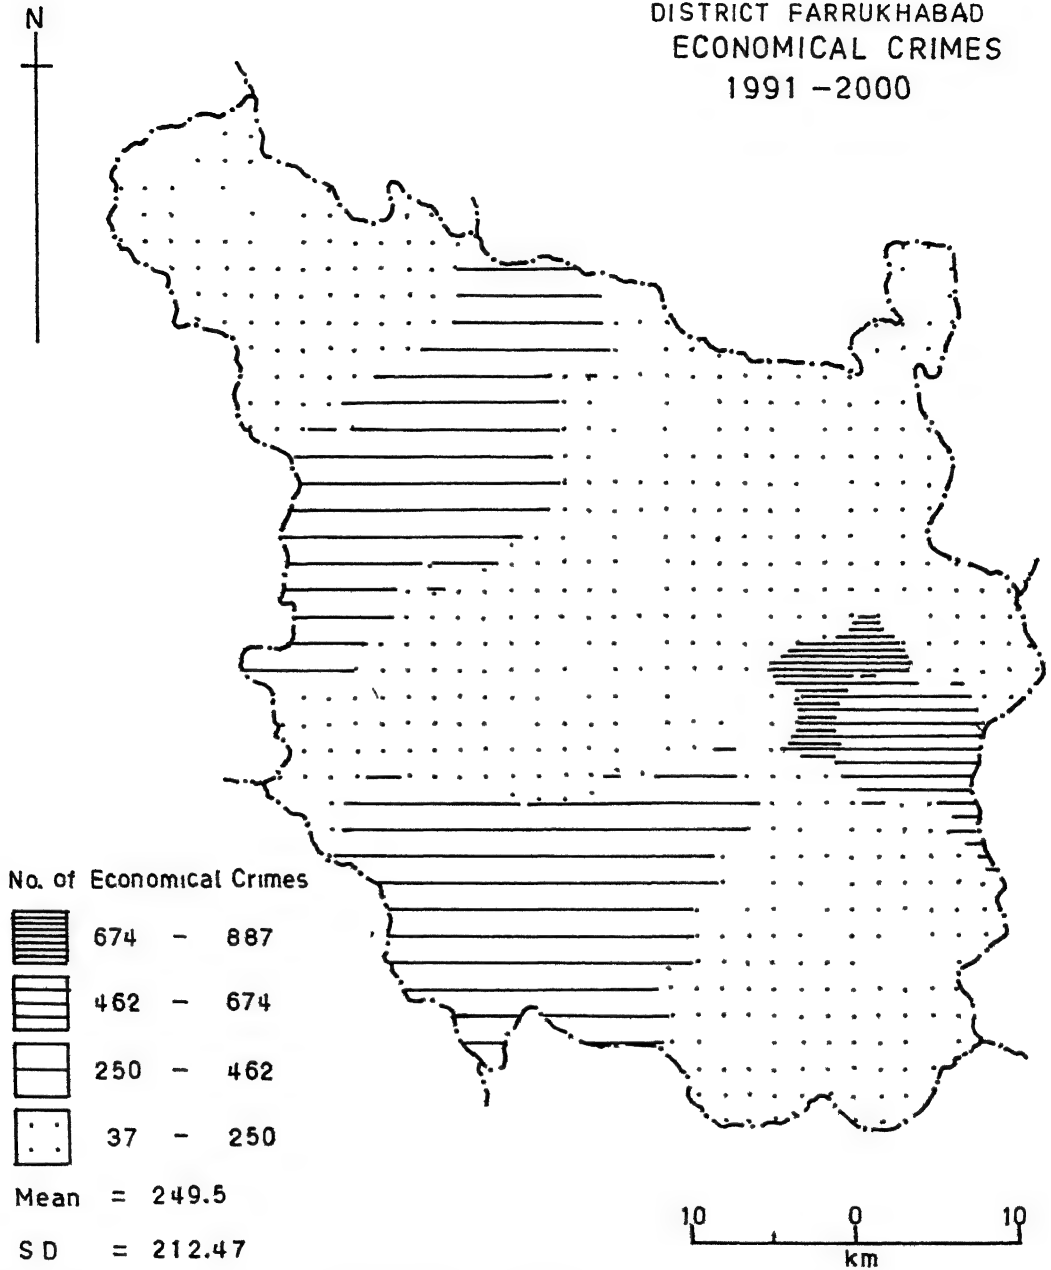 N
DISTRICT FARRUKHABAD
ECONOMICAL CRIMES
1991 -2000
No. of Economical Crimes
674 - 887
462 - 674
250 - 462
37 - 250
Mean = 249.5
SD = 212.47
10 0 10
km